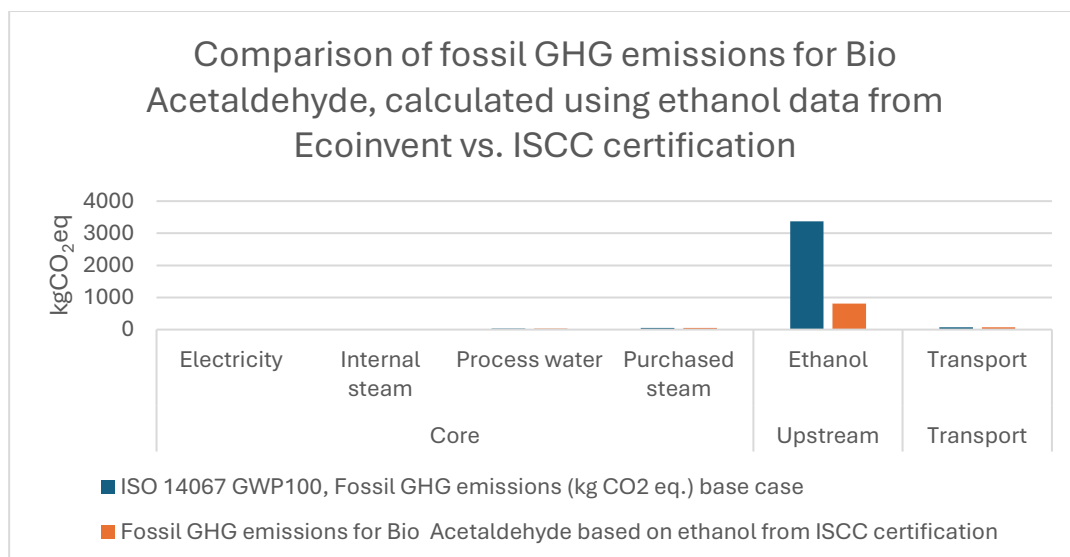 Comparison of fossil GHG emissions for Bio
Acetaldehyde, calculated using ethanol data from
Ecoinvent vs. ISCC certification
kgCO₂eq
4000
3000
2000
1000
0
Electricity
Internal
steam
Process water
Purchased
steam
Ethanol
Transport
Core
Upstream
Transport
ISO 14067 GWP100, Fossil GHG emissions (kg CO2 eq.) base case
Fossil GHG emissions for Bio  Acetaldehyde based on ethanol from ISCC certification